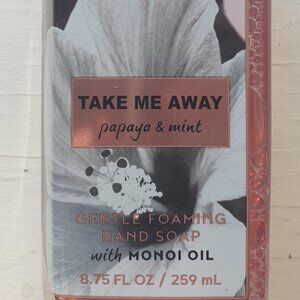 TAKE ME AWAY
papaya & mint
GENTLE FOAMING
HAND SOAP
with MONOI OIL
8.75 FL OZ / 259 mL